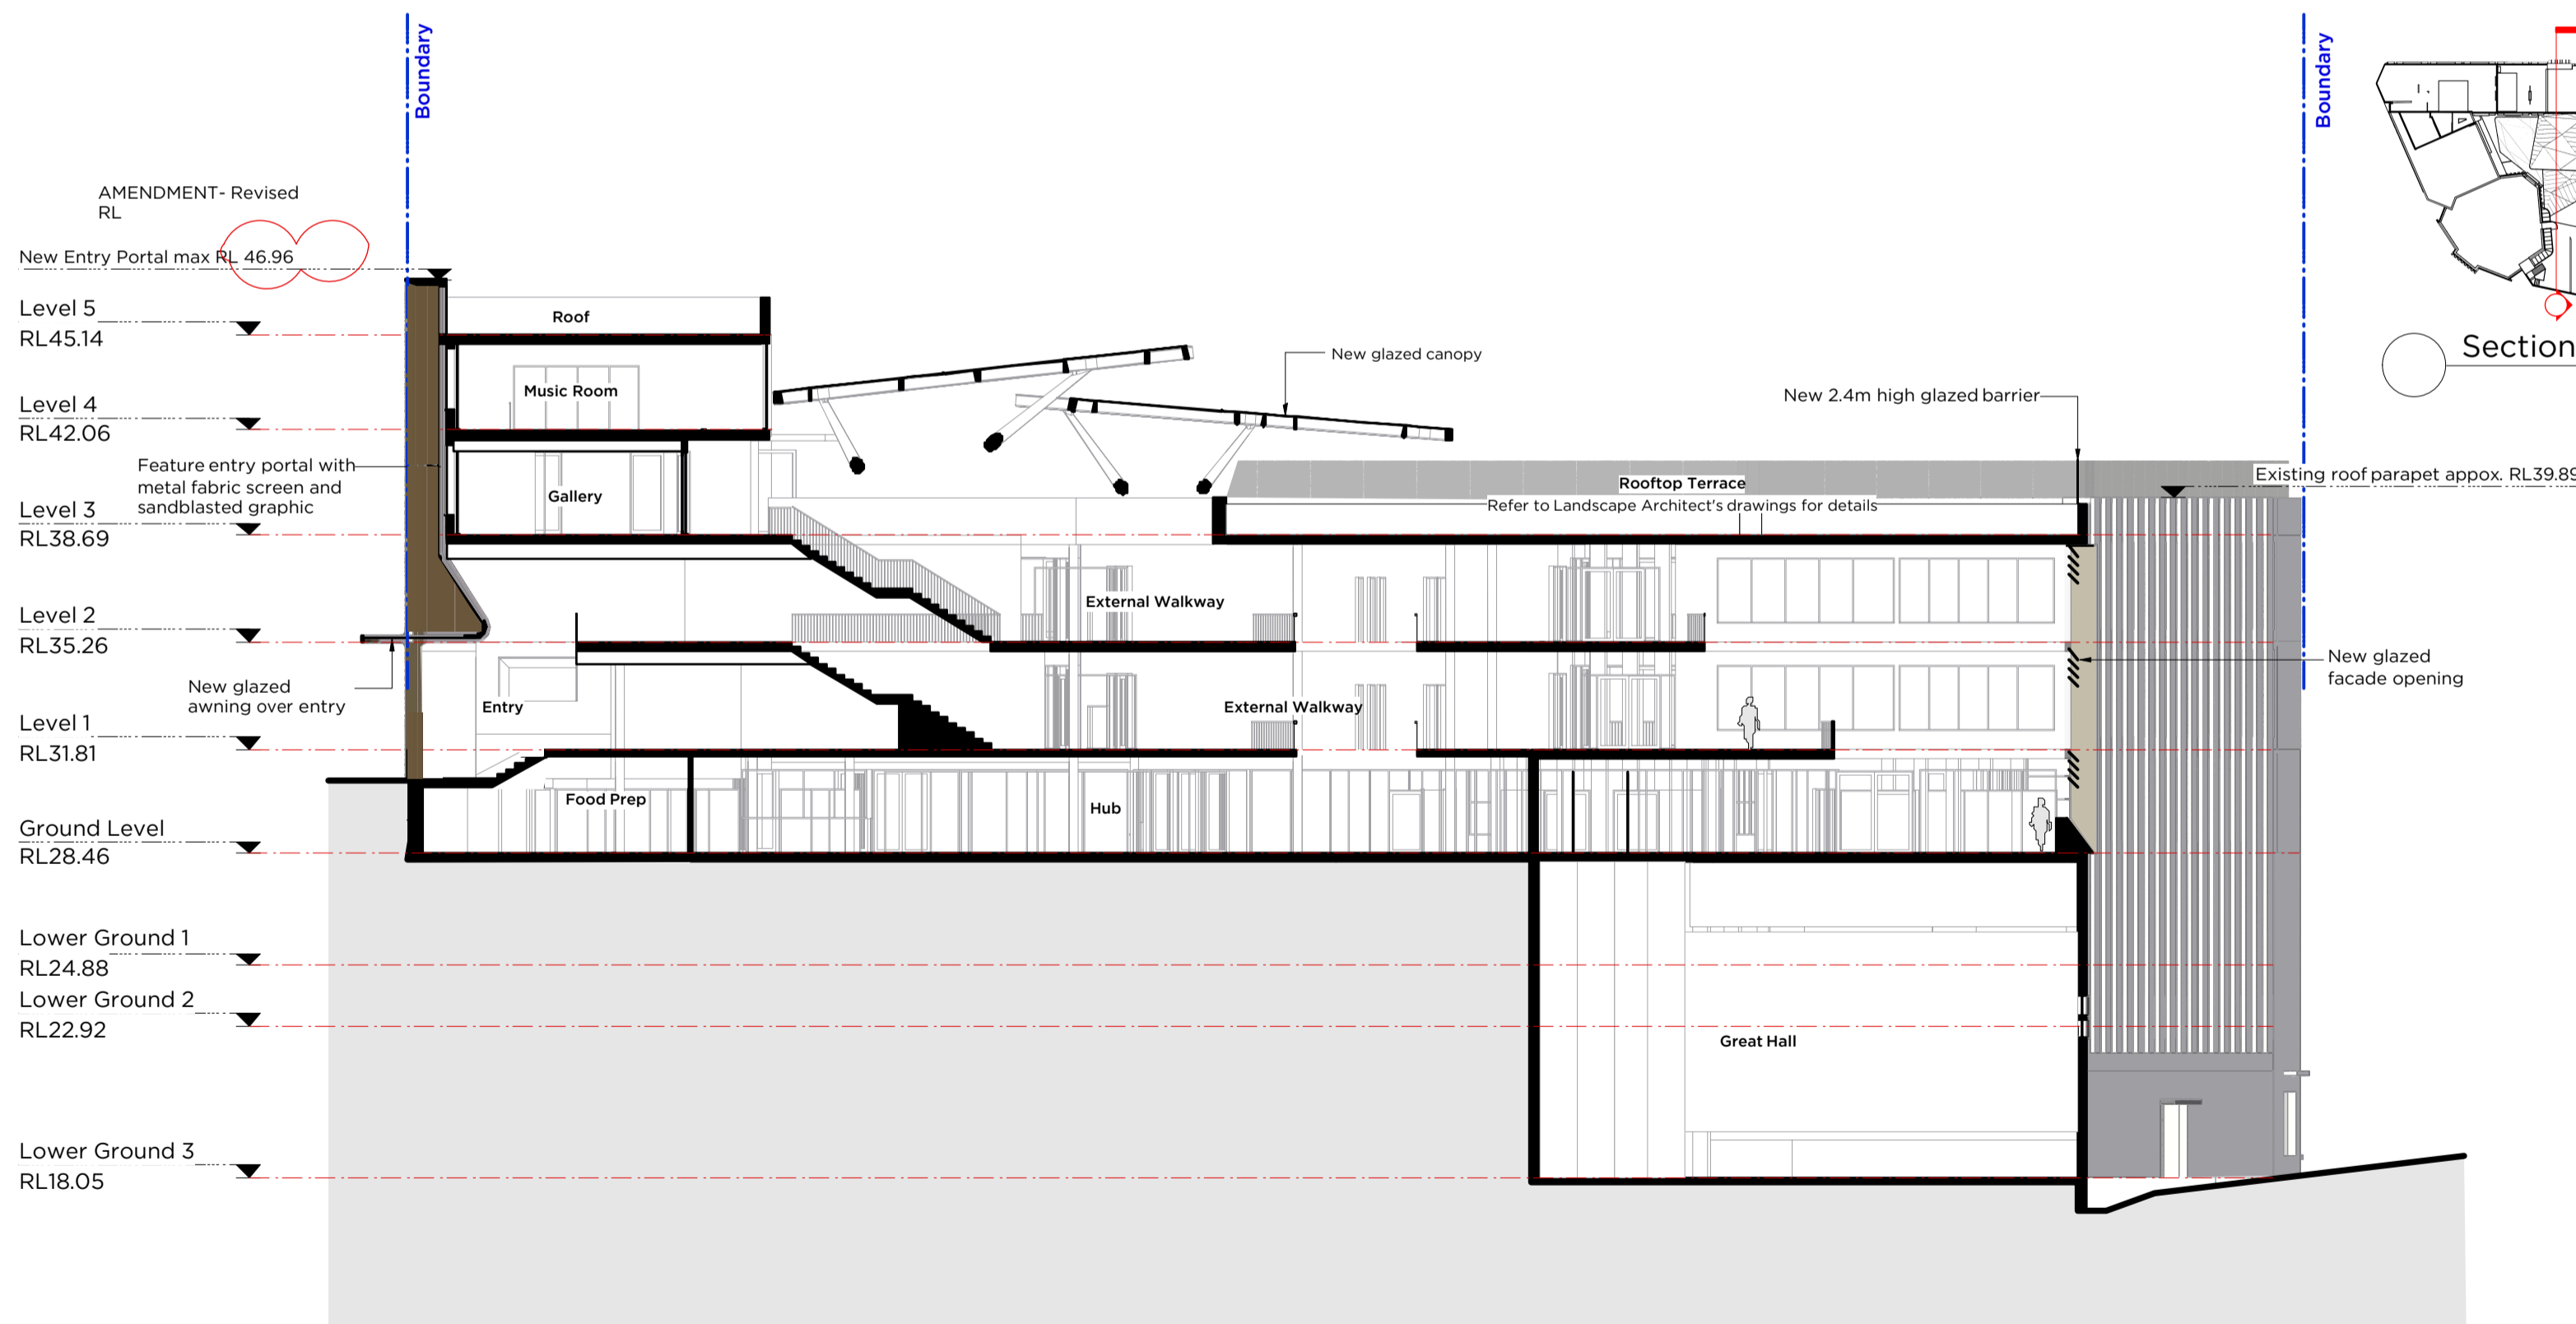 Boundary
Boundary
AMENDMENT- Revised
RL
New Entry Portal max RL 46.96
Level 5
RL45.14
Roof
New glazed canopy
Section
Music Room
New 2.4m high glazed barrier
Level 4
RL42.06
Feature entry portal with
metal fabric screen and
sandblasted graphic
Gallery
Rooftop Terrace
Refer to Landscape Architect's drawings for details
Existing roof parapet appox. RL39.89
Level 3
RL38.69
External Walkway
Level 2
RL35.26
New glazed
awning over entry
Entry
External Walkway
New glazed
facade opening
Level 1
RL31.81
Food Prep
Hub
Ground Level
RL28.46
Lower Ground 1
RL24.88
Lower Ground 2
RL22.92
Great Hall
Lower Ground 3
RL18.05